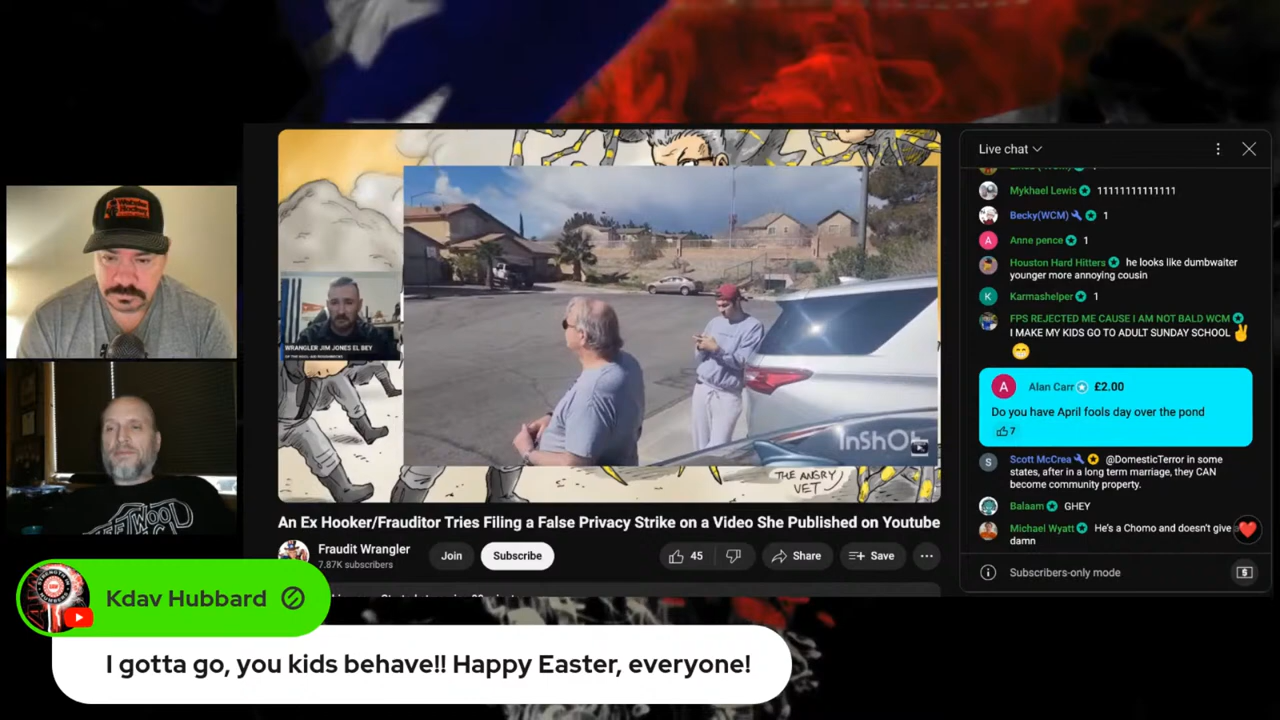 WRANGLER JIM JONES EL BEY
InShO
THE ANGRY
VET
An Ex Hooker/Frauditor Tries Filing a False Privacy Strike on a Video She Published on Youtube
Fraudit Wrangler
7.87K subscribers
Join
Subscribe
45
Share
Save
Live chat
Mykhael Lewis 1111111111111
Becky(WCM) 1
Anne pence 1
Houston Hard Hitters he looks like dumbwaiter
younger more annoying cousin
Karmashelper 1
FPS REJECTED ME CAUSE I AM NOT BALD WCM
I MAKE MY KIDS GO TO ADULT SUNDAY SCHOOL
Alan Carr £2.00
Do you have April fools day over the pond
7
Scott McCrea @DomesticTerror in some
states, after in a long term marriage, they CAN
become community property.
Balaam GHEY
Michael Wyatt He's a Chomo and doesn't give
damn
Subscribers-only mode
Kdav Hubbard
I gotta go, you kids behave!! Happy Easter, everyone!